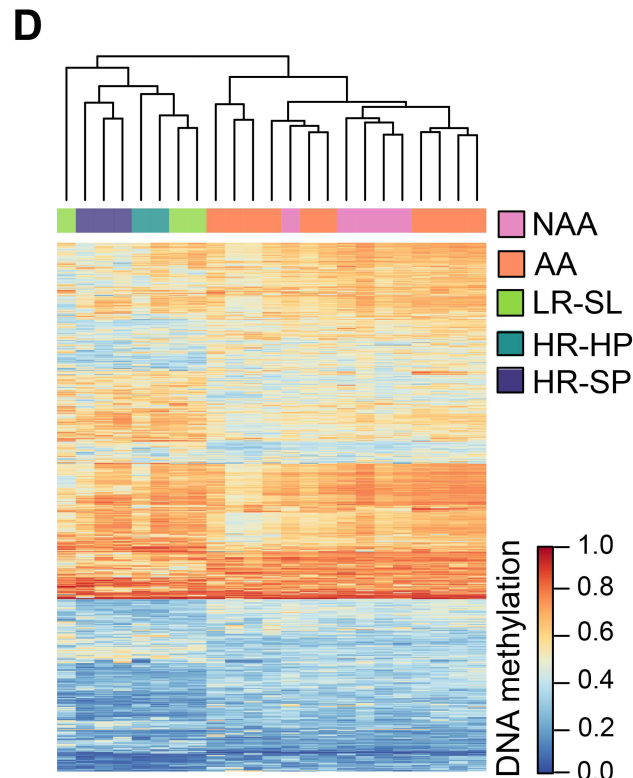 D
NAA
AA
LR-SL
HR-HP
HR-SP
DNA methylation
1.0
0.8
0.6
0.4
0.2
0.0